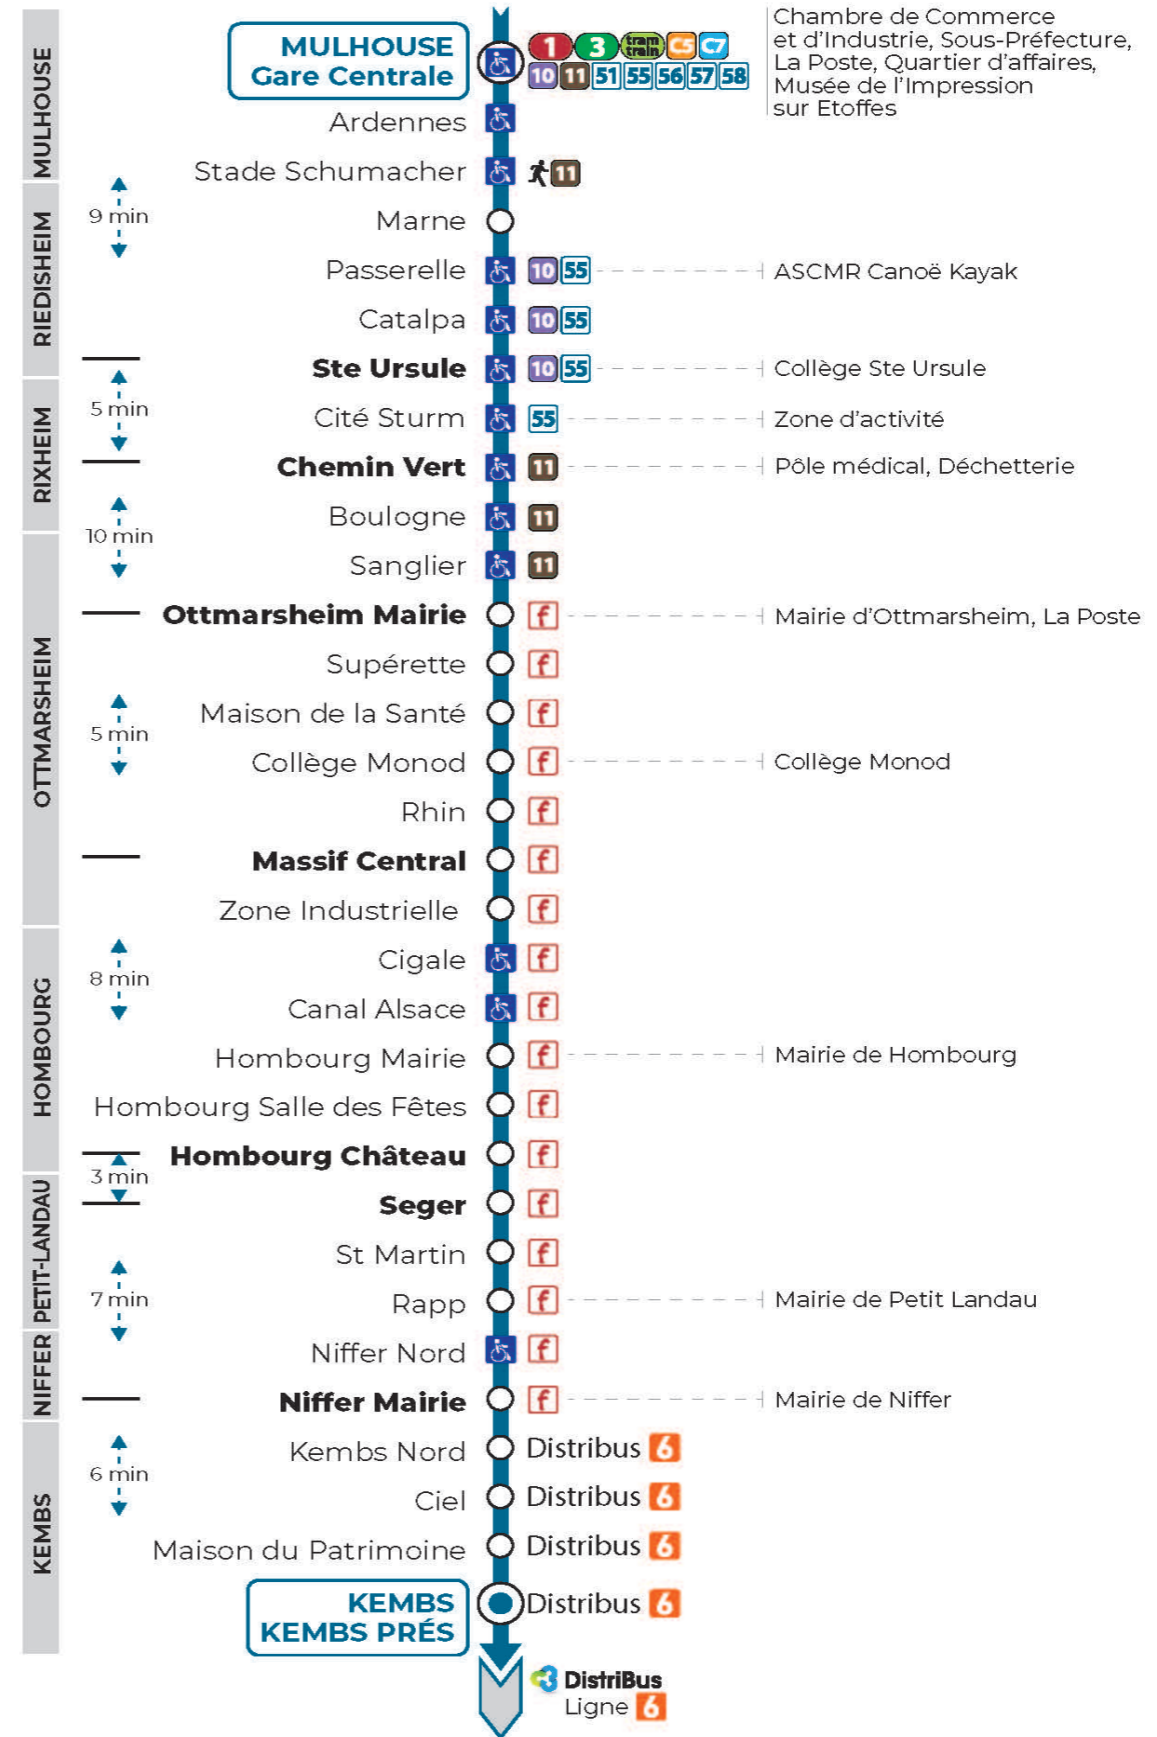 MULHOUSE
Gare Centrale
1 3 tram train C5 C7
10 11 51 55 56 57 58
Chambre de Commerce
et d'Industrie, Sous-Préfecture,
La Poste, Quartier d'affaires,
Musée de l'Impression
sur Etoffes
MULHOUSE
Ardennes
Stade Schumacher 11
9 min
RIEDISHEIM
Marne
Passerelle 10 55 ASCMR Canoë Kayak
Catalpa 10 55
Ste Ursule 10 55 Collège Ste Ursule
5 min
RIXHEIM
Cité Sturm 55 Zone d'activité
Chemin Vert 11 Pôle médical, Déchetterie
10 min
Boulogne 11
Sanglier 11
OTTMARSHEIM
Ottmarsheim Mairie f Mairie d'Ottmarsheim, La Poste
Supérette f
5 min
Maison de la Santé f
Collège Monod f Collège Monod
Rhin f
Massif Central f
Zone Industrielle f
8 min
HOMBOURG
Cigale f
Canal Alsace f
Hombourg Mairie f Mairie de Hombourg
Hombourg Salle des Fêtes f
Hombourg Château f
3 min
PETIT-LANDAU
Seger f
St Martin f
7 min
Rapp f Mairie de Petit Landau
NIFFER
Niffer Nord f
Niffer Mairie f Mairie de Niffer
6 min
KEMBS
Kembs Nord Distribus 6
Ciel Distribus 6
Maison du Patrimoine Distribus 6
KEMBS
KEMBS PRÉS
Distribus 6
DistriBus
Ligne 6